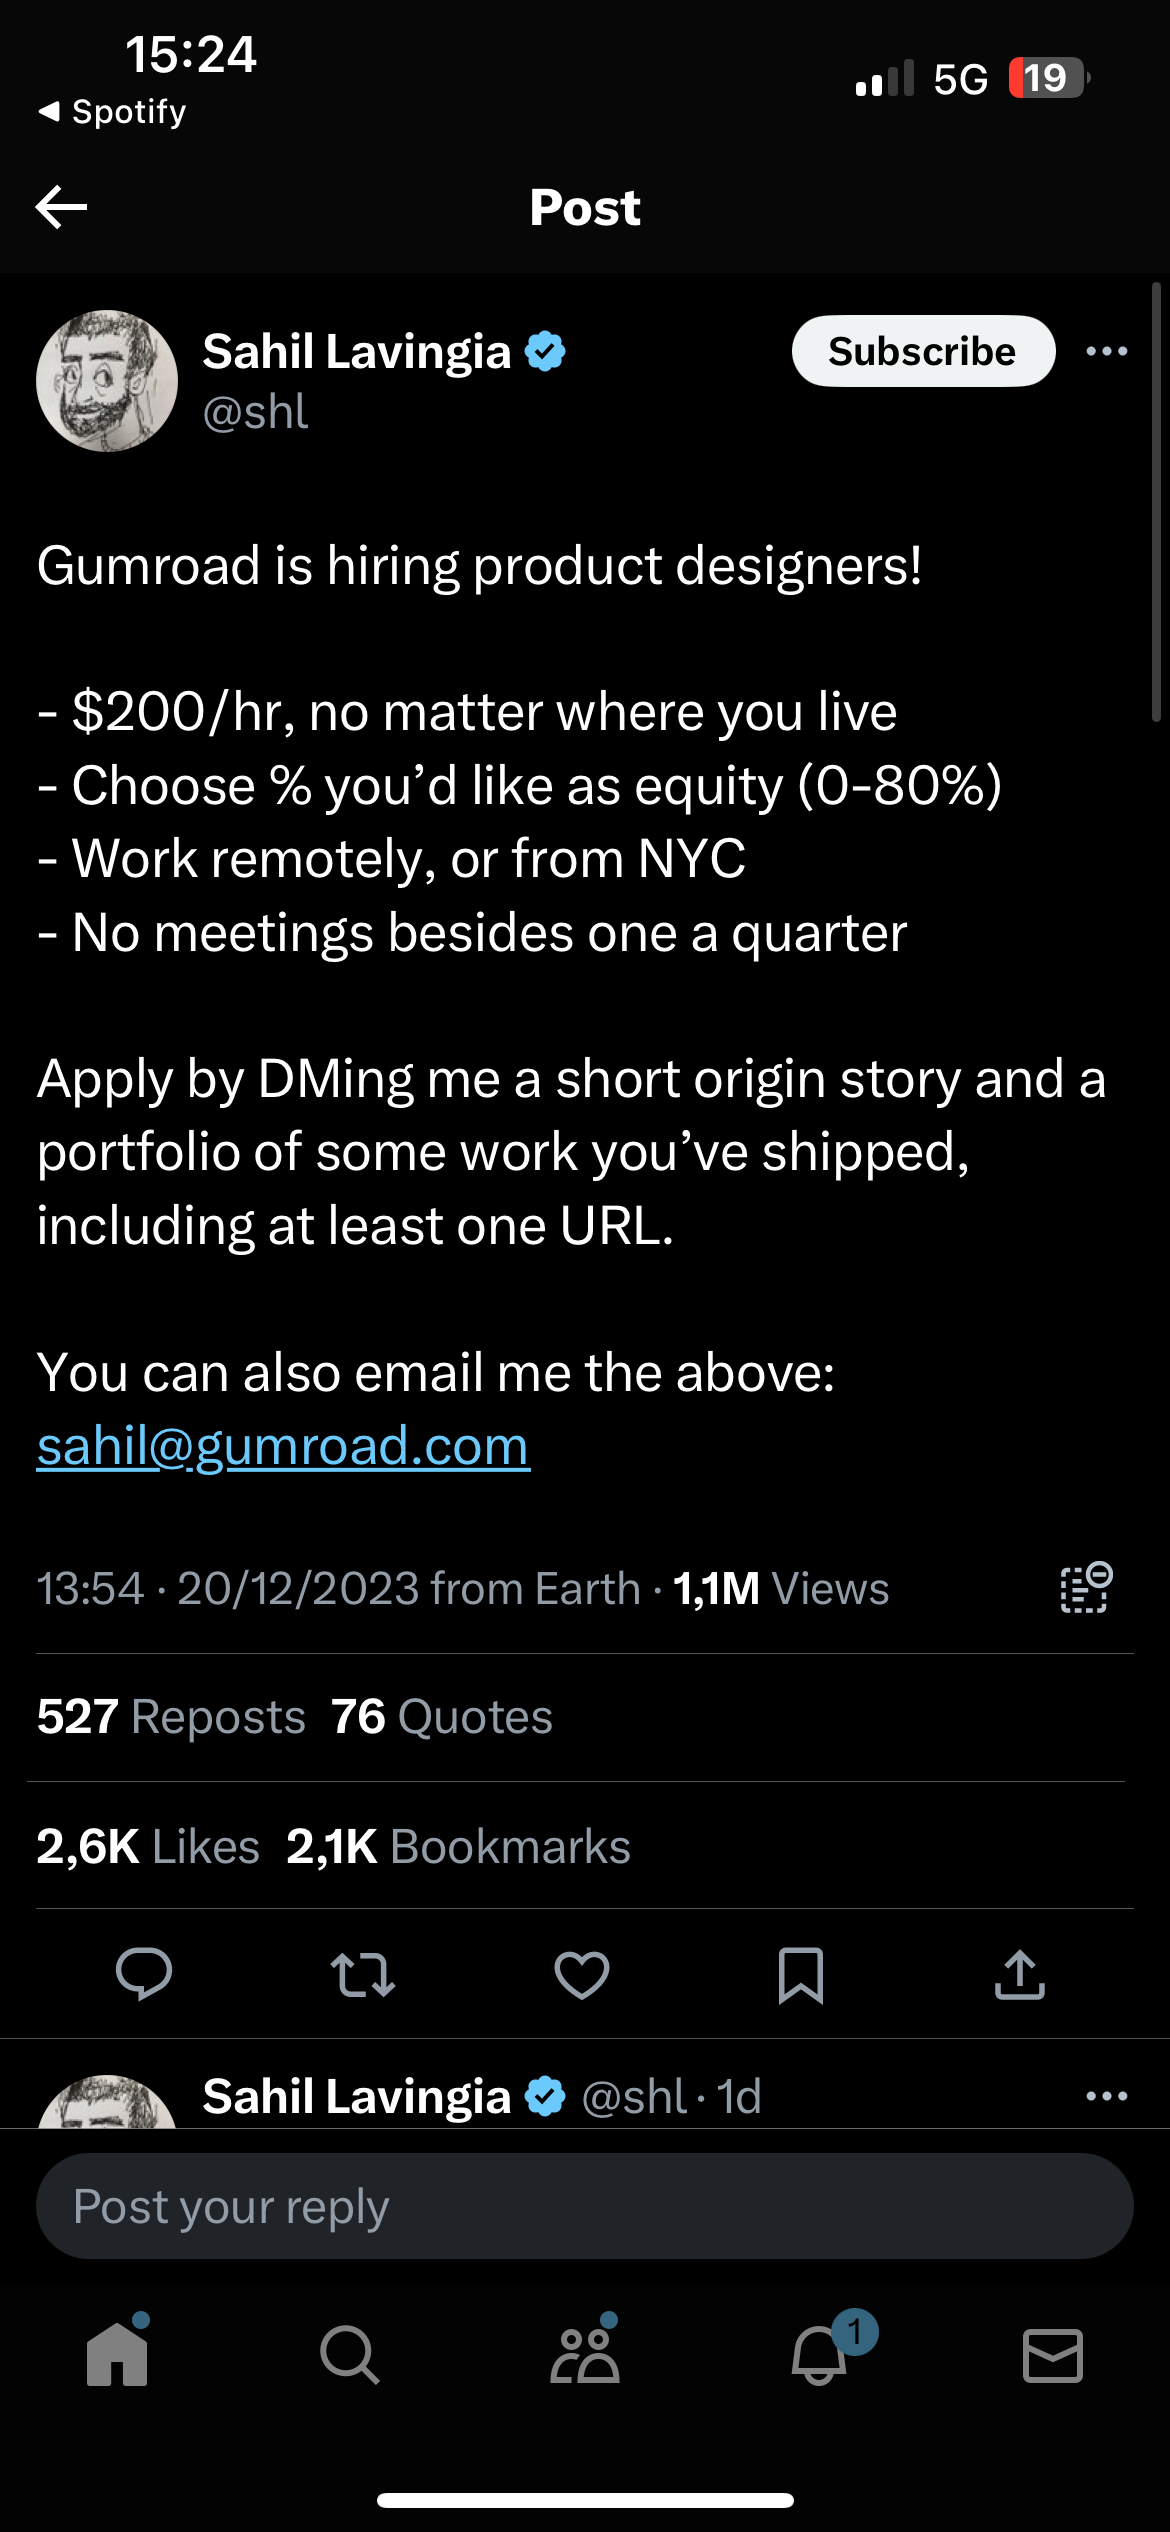 15:24
5G 19
◀ Spotify
Post
Sahil Lavingia
Subscribe
@shl
Gumroad is hiring product designers!
- $200/hr, no matter where you live
- Choose % you’d like as equity (0-80%)
- Work remotely, or from NYC
- No meetings besides one a quarter
Apply by DMing me a short origin story and a
portfolio of some work you’ve shipped,
including at least one URL.
You can also email me the above:
sahil@gumroad.com
13:54 · 20/12/2023 from Earth · 1,1M Views
527 Reposts 76 Quotes
2,6K Likes 2,1K Bookmarks
Sahil Lavingia @shl · 1d
Post your reply
1